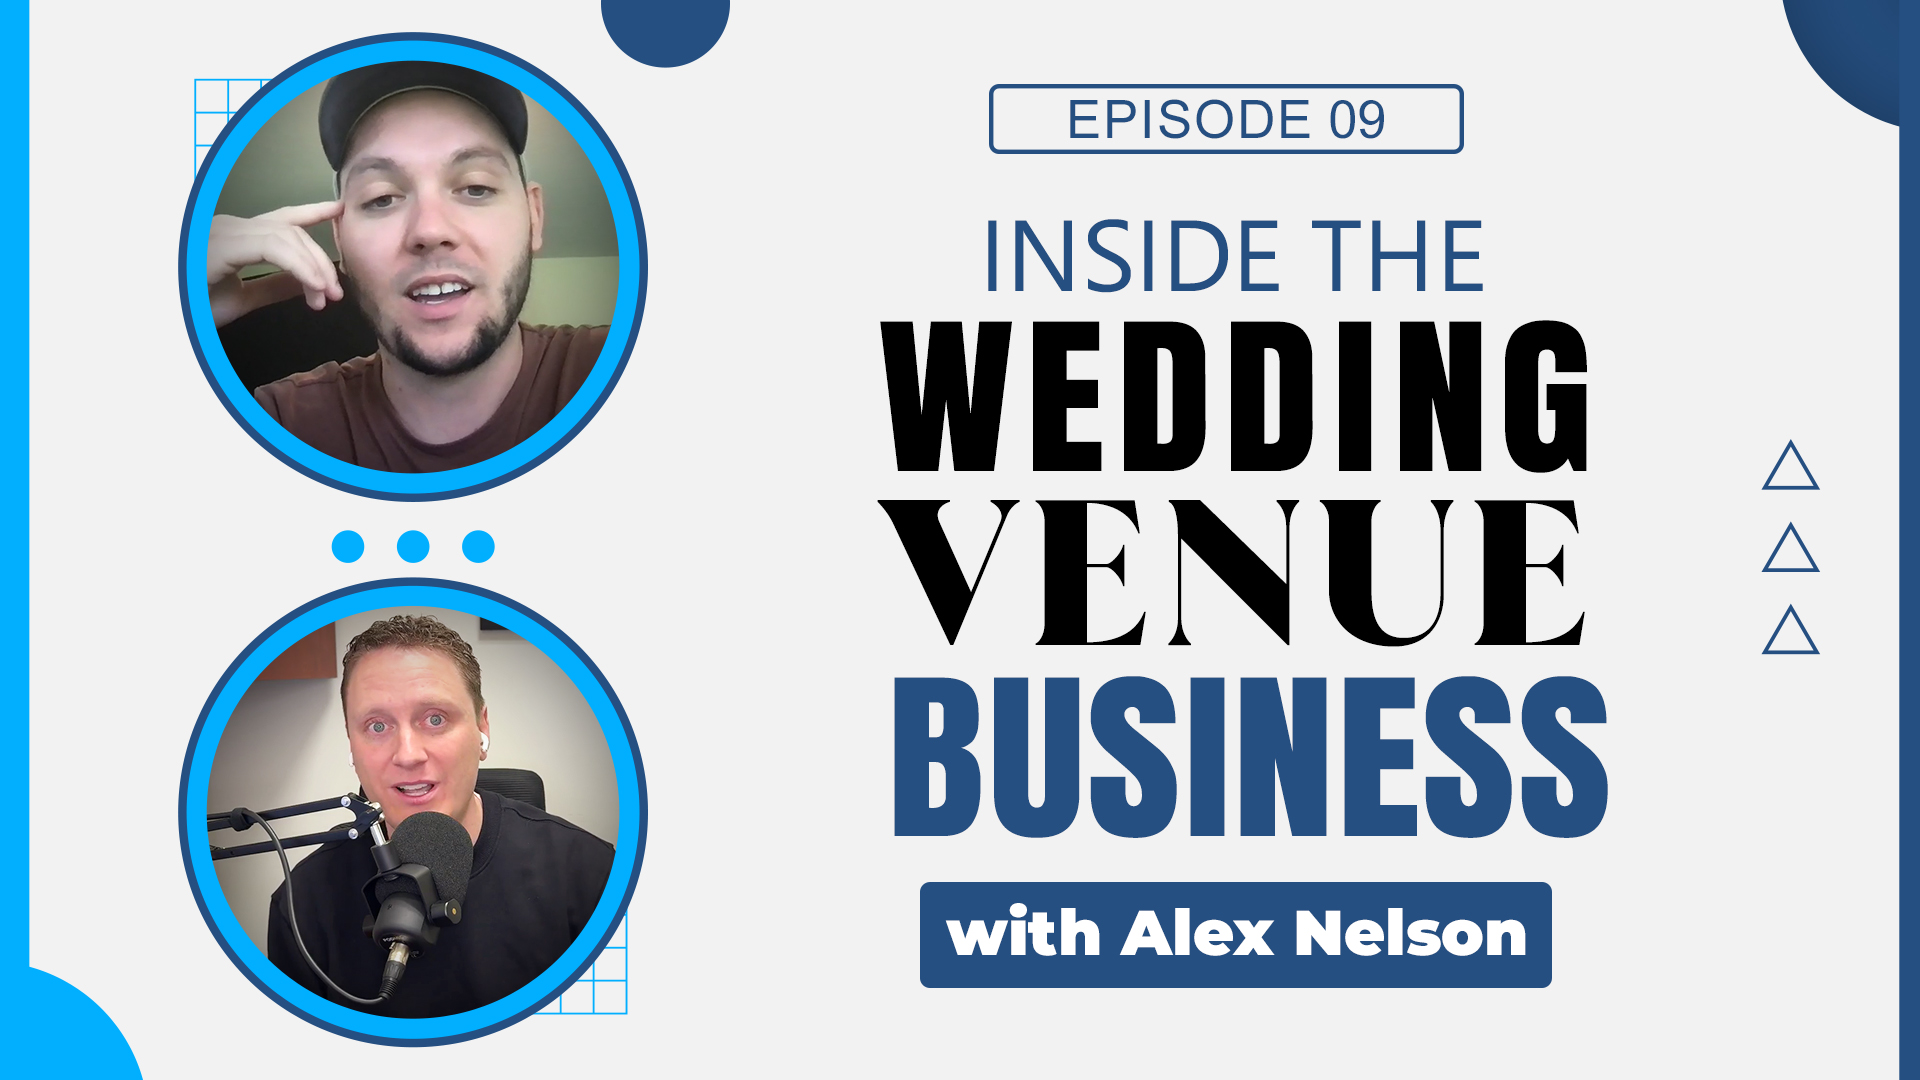 EPISODE 09
INSIDE THE
WEDDING
VENUE
BUSINESS
with Alex Nelson